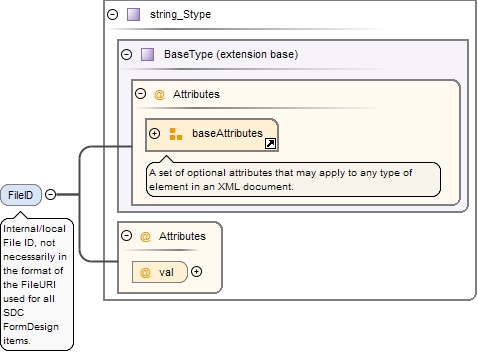 string_Stype
BaseType (extension base)
@ Attributes
baseAttributes
A set of optional attributes that may apply to any type of
element in an XML document.
FileID
Internal/local
File ID, not
necessarily in
the format of
the FileURI
used for all
SDC
FormDesign
items.
@ Attributes
@ val